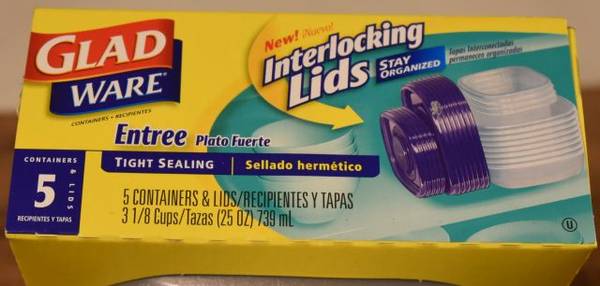 GLAD
WARE®
CONTAINERS • RECIPIENTES
New! ¡Nuevo!
Interlocking
Lids
STAY
ORGANIZED
Tapas Interconectadas
permanecen organizadas
Entree Plato Fuerte
TIGHT SEALING | Sellado hermético
CONTAINERS
5
& LIDS
RECIPIENTES Y TAPAS
5 CONTAINERS & LIDS/RECIPIENTES Y TAPAS
3 1/8 Cups/Tazas (25 OZ) 739 mL
U